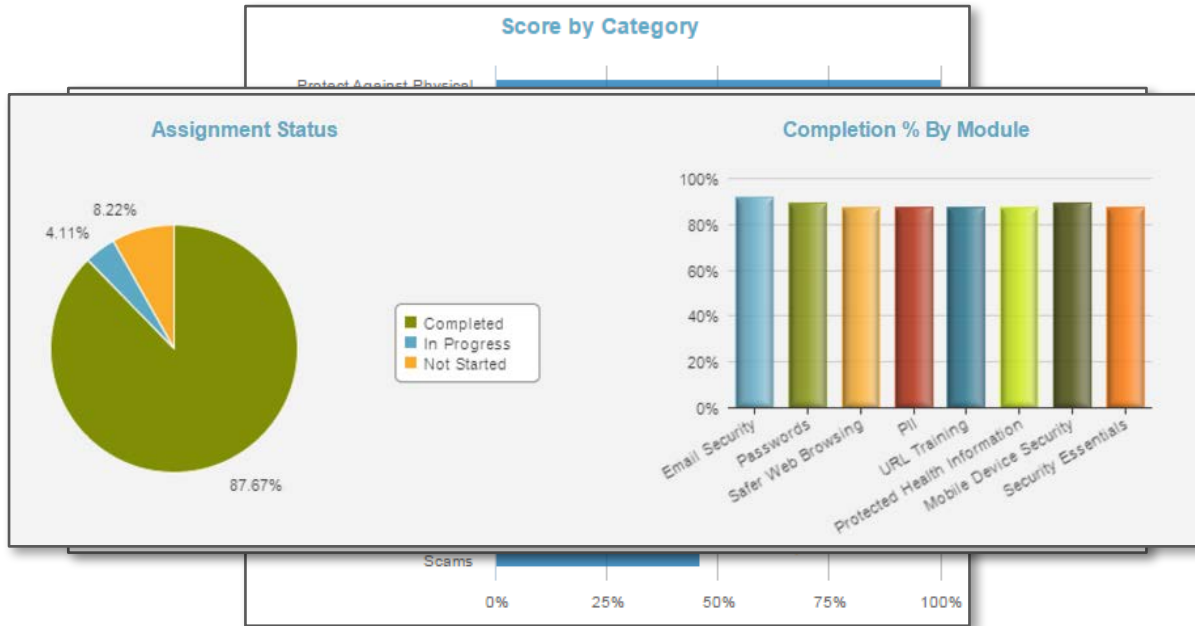 Score by Category
Protect Against Physical
Assignment Status
Completion % By Module
8.22%
4.11%
87.67%
Completed
In Progress
Not Started
100%
80%
60%
40%
20%
0%
Email Security
Passwords
Safer Web Browsing
PII
URL Training
Protected Health Information
Mobile Device Security
Security Essentials
Scams
0% 25% 50% 75% 100%